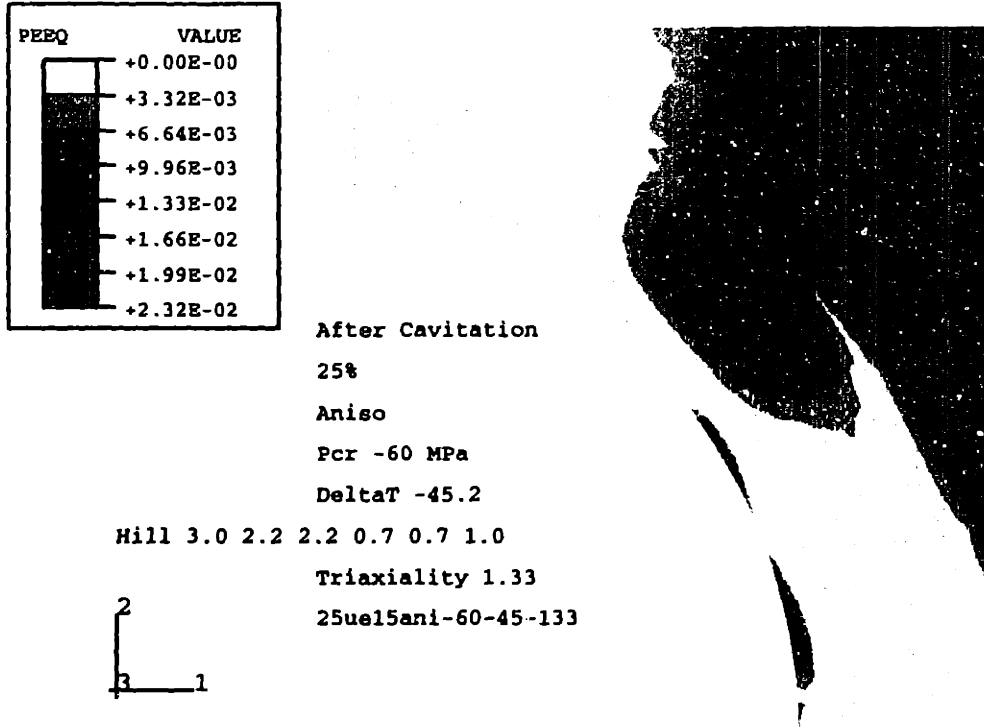 PEEQ VALUE
+0.00E-00
+3.32E-03
+6.64E-03
+9.96E-03
+1.33E-02
+1.66E-02
+1.99E-02
+2.32E-02
After Cavitation
25%
Aniso
Pcr -60 MPa
DeltaT -45.2
Hill 3.0 2.2 2.2 0.7 0.7 1.0
Triaxiality 1.33
25ue15ani-60-45-133
2
3 1